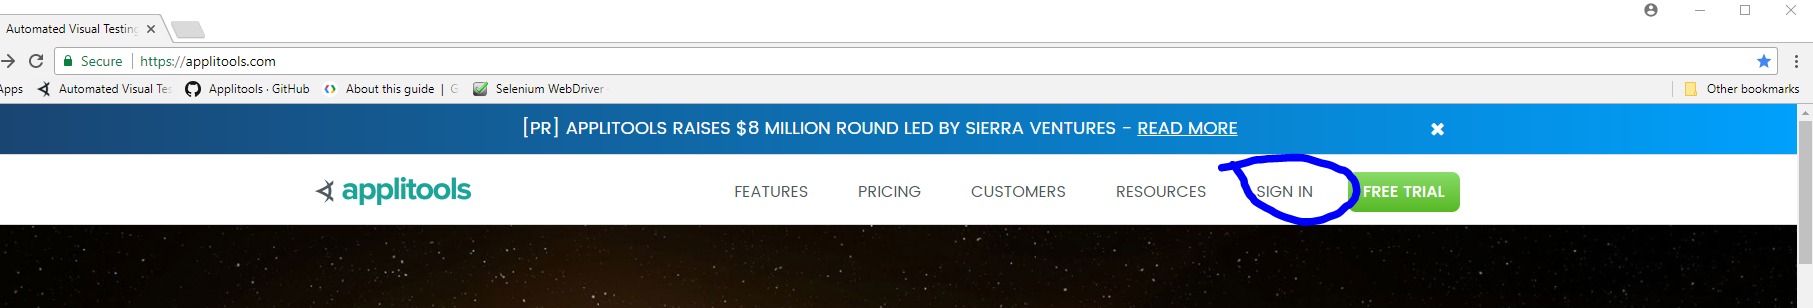 Automated Visual Testing
Secure https://applitools.com
Apps Automated Visual Tes Applitools · GitHub About this guide | G Selenium WebDriver Other bookmarks
[PR] APPLITOOLS RAISES $8 MILLION ROUND LED BY SIERRA VENTURES - READ MORE
applitools FEATURES PRICING CUSTOMERS RESOURCES SIGN IN FREE TRIAL